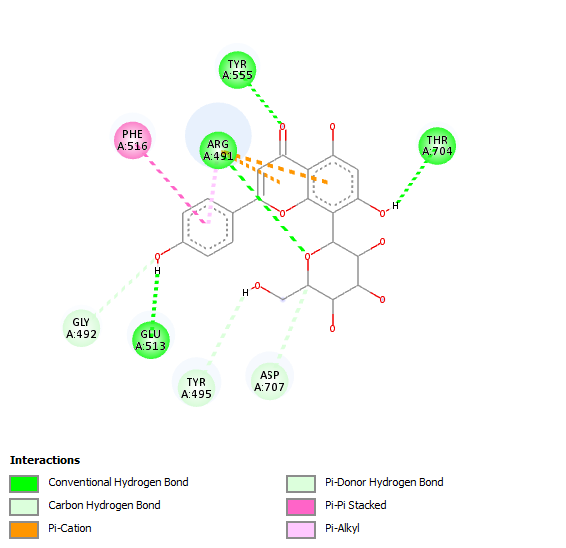 TYR
A:555
PHE
A:516
ARG
A:491
THR
A:704
O
O
O
O
H
O
H
O
O
H
O
O
O
GLY
A:492
GLU
A:513
TYR
A:495
ASP
A:707
Interactions
Conventional Hydrogen Bond
Carbon Hydrogen Bond
Pi-Cation
Pi-Donor Hydrogen Bond
Pi-Pi Stacked
Pi-Alkyl